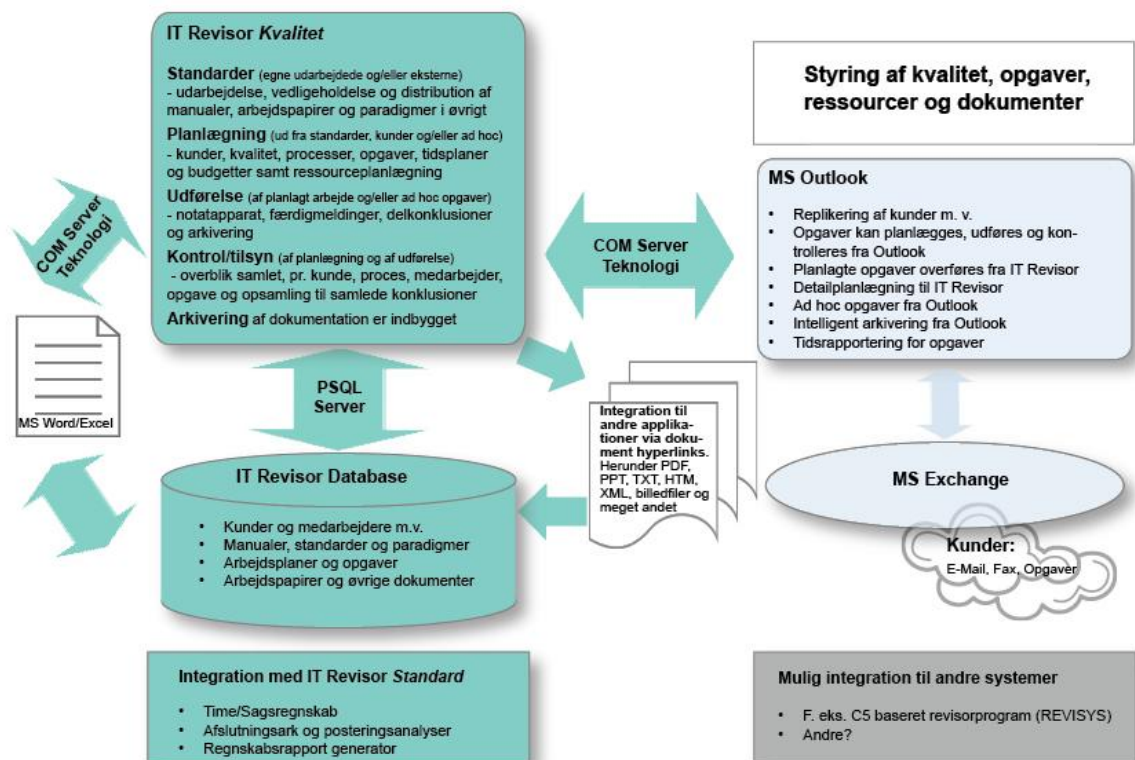 IT Revisor Kvalitet
Standarder (egne udarbejdede og/eller eksterne)
- udarbejdelse, vedligeholdelse og distribution af
manualer, arbejdspapirer og paradigmer i øvrigt
Planlægning (ud fra standarder, kunder og/eller ad hoc)
- kunder, kvalitet, processer, opgaver, tidsplaner
og budgetter samt ressourceplanlægning
Udførelse (af planlagt arbejde og/eller ad hoc opgaver)
- notatapparat, færdigmeldinger, delkonklusioner
og arkivering
Kontrol/tilsyn (af planlægning og af udførelse)
- overblik samlet, pr. kunde, proces, medarbejder,
opgave og opsamling til samlede konklusioner
Arkivering af dokumentation er indbygget
Styring af kvalitet, opgaver,
ressourcer og dokumenter
COM Server
Teknologi
COM Server
Teknologi
MS Outlook
• Replikering af kunder m. v.
• Opgaver kan planlægges, udføres og kon-
trolleres fra Outlook
• Planlagte opgaver overføres fra IT Revisor
• Detailplanlægning til IT Revisor
• Ad hoc opgaver fra Outlook
• Intelligent arkivering fra Outlook
• Tidsrapportering for opgaver
MS Word/Excel
PSQL
Server
Integration til
andre applika-
tioner via doku-
ment hyperlinks.
Herunder PDF,
PPT, TXT, HTM,
XML, billedfiler og
meget andet
IT Revisor Database
• Kunder og medarbejdere m.v.
• Manualer, standarder og paradigmer
• Arbejdsplaner og opgaver
• Arbejdspapirer og øvrige dokumenter
MS Exchange
Kunder:
E-Mail, Fax, Opgaver
Integration med IT Revisor Standard
• Time/Sagsregnskab
• Afslutningsark og posteringsanalyser
• Regnskabsrapport generator
Mulig integration til andre systemer
• F. eks. C5 baseret revisorprogram (REVISYS)
• Andre?